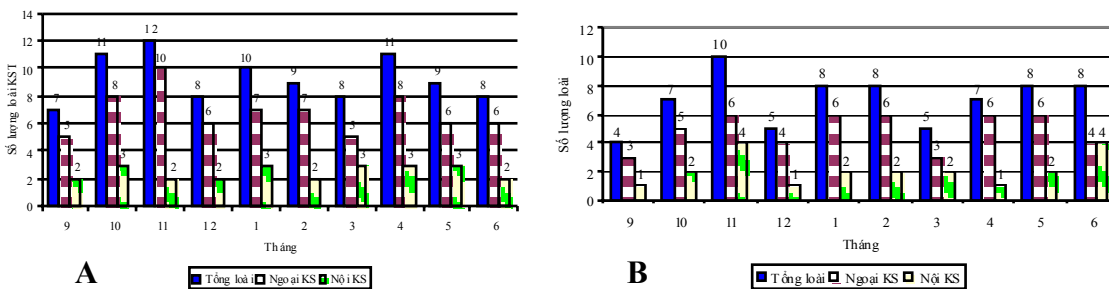 Số lượng loài KST
14
12
10
8
6
4
2
0
7 5 2
11 8 3
12 10 2
8 6 2
10 7 3
9 7 2
8 5 3
11 8 3
9 6 3
8 6 2
9 10 11 12 1 2 3 4 5 6
Tháng
A
Tổng loài Ngoại KS Nội KS
Số lượng loài
12
10
8
6
4
2
0
4 3 1
7 5 2
10 6 4
5 4 1
8 6 2
8 6 2
5 3 2
7 6 1
8 6 2
8 4 4
9 10 11 12 1 2 3 4 5 6
Tháng
B
Tổng loài Ngoại KS Nội KS